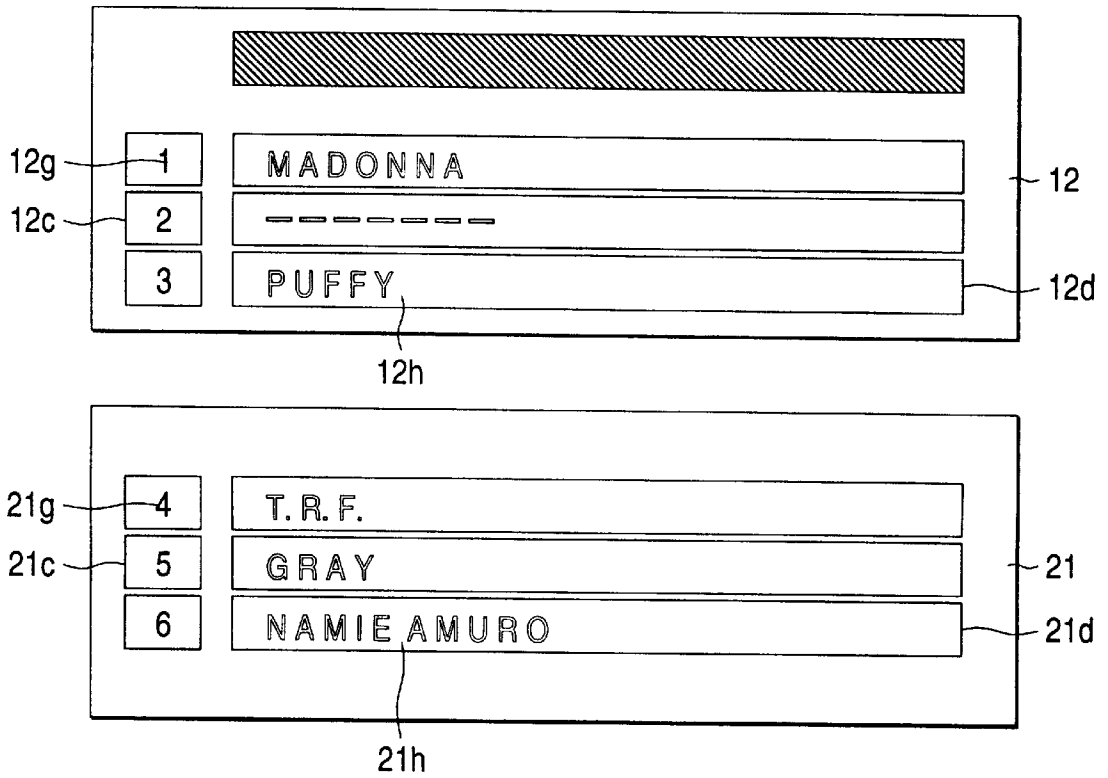 12g 1 MADONNA 12
12c 2 -------
3 PUFFY 12d
12h
21g 4 T. R. F.
21c 5 GRAY 21
6 NAMIE AMURO 21d
21h